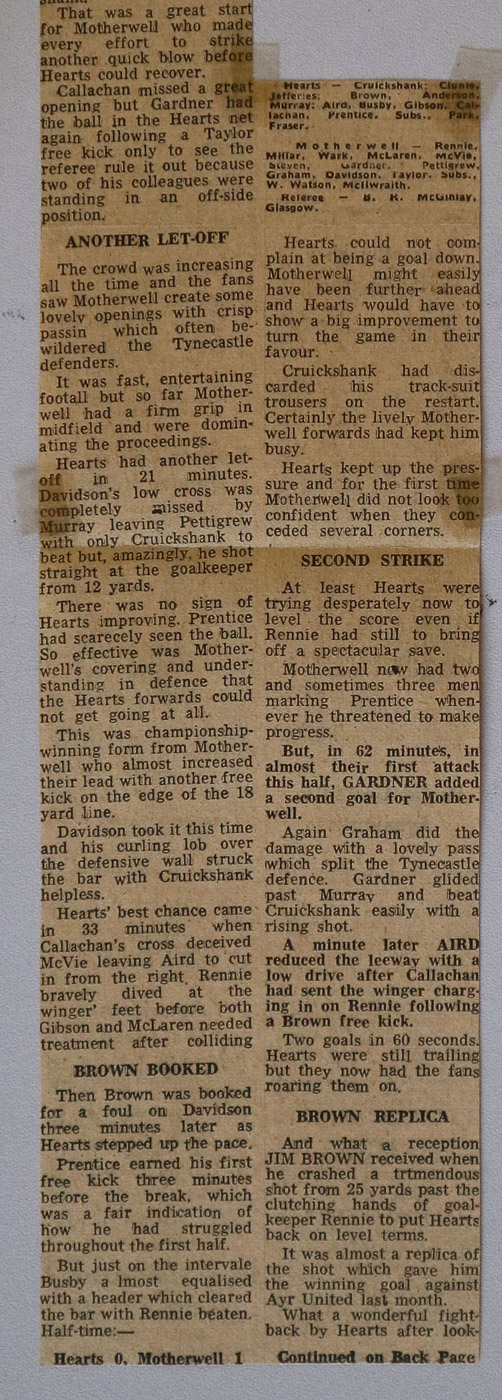 That was a great start
for Motherwell who made
every effort to strike
another quick blow before
Hearts could recover.
Callachan missed a great
opening but Gardner had
the ball in the Hearts net
again following a Taylor
free kick only to see the
referee rule it out because
two of his colleagues were
standing in an off-side
position.
ANOTHER LET-OFF
The crowd was increasing
all the time and the fans
saw Motherwell create some
lovely openings with crisp
passin which often be-
wildered the Tynecastle
defenders.
It was fast, entertaining
footall but so far Mother-
well had a firm grip in
midfield and were domin-
ating the proceedings.
Hearts had another let-
off in 21 minutes.
Davidson's low cross was
completely missed by
Murray leaving Pettigrew
with only Cruickshank to
beat but, amazingly, he shot
straight at the goalkeeper
from 12 yards.
There was no sign of
Hearts improving. Prentice
had scarecely seen the ball.
So effective was Mother-
well's covering and under-
standing in defence that
the Hearts forwards could
not get going at all.
This was championship-
winning form from Mother-
well who almost increased
their lead with another free
kick on the edge of the 18
yard line.
Davidson took it this time
and his curling lob over
the defensive wall struck
the bar with Cruickshank
helpless.
Hearts' best chance came
in 33 minutes when
Callachan's cross deceived
McVie leaving Aird to cut
in from the right. Rennie
bravely dived at the
winger' feet before both
Gibson and McLaren needed
treatment after colliding
BROWN BOOKED
Then Brown was booked
for a foul on Davidson
three minutes later as
Hearts stepped up the pace.
Prentice earned his first
free kick three minutes
before the break, which
was a fair indication of
how he had struggled
throughout the first half.
But just on the intervale
Busby a lmost equalised
with a header which cleared
the bar with Rennie beaten.
Half-time:—
Hearts 0, Motherwell 1
Hearts — Cruickshank; Clunie,
Jefferies; Brown, Anderson,
Murray; Aird, Busby, Gibson, Cal-
lachan, Prentice. Subs., Park,
Fraser.
Motherwell — Rennie,
Millar, Wark, McLaren, McVie,
Steven, Gardner, Pettigrew,
Graham, Davidson, Taylor. Subs.,
W. Watson, McIlwraith.
Referee — B. R. McGinlay,
Glasgow.
Hearts could not com-
plain at being a goal down.
Motherwell might easily
have been further ahead
and Hearts would have to
show a big improvement to
turn the game in their
favour.
Cruickshank had dis-
carded his track-suit
trousers on the restart.
Certainly the lively Mother-
well forwards had kept him
busy.
Hearts kept up the pres-
sure and for the first time
Motherwell did not look too
confident when they con-
ceded several corners.
SECOND STRIKE
At least Hearts were
trying desperately now to
level the score even if
Rennie had still to bring
off a spectacular save.
Motherwell now had two
and sometimes three men
marking Prentice when-
ever he threatened to make
progress.
But, in 62 minutes, in
almost their first attack
this half, GARDNER added
a second goal for Mother-
well.
Again Graham did the
damage with a lovely pass
which split the Tynecastle
defence. Gardner glided
past Murray and beat
Cruickshank easily with a
rising shot.
A minute later AIRD
reduced the leeway with a
low drive after Callachan
had sent the winger charg-
ing in on Rennie following
a Brown free kick.
Two goals in 60 seconds.
Hearts were still trailing
but they now had the fans
roaring them on.
BROWN REPLICA
And what a reception
JIM BROWN received when
he crashed a trtmendous
shot from 25 yards past the
clutching hands of goal-
keeper Rennie to put Hearts
back on level terms.
It was almost a replica of
the shot which gave him
the winning goal against
Ayr United last month.
What a wonderful fight-
back by Hearts after look-
Continued on Back Page